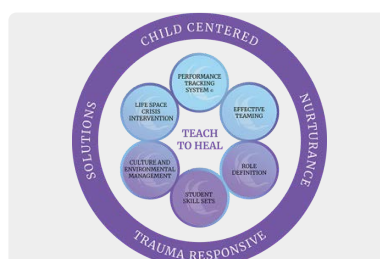 CHILD CENTERED
NURTURANCE
TRAUMA RESPONSIVE
SOLUTIONS
PERFORMANCE
TRACKING
SYSTEM
EFFECTIVE
TEAMING
ROLE
DEFINITION
STUDENT
SKILL SETS
CULTURE AND
ENVIRONMENTAL
MANAGEMENT
LIFE SPACE
CRISIS
INTERVENTION
TEACH
TO HEAL